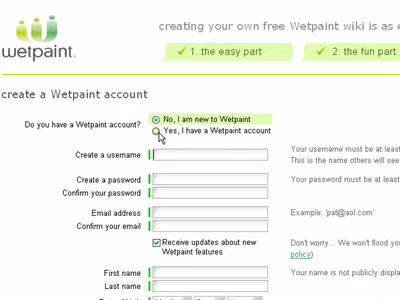 creating your own free Wetpaint wiki is as
wetpaint
1. the easy part
2. the fun part
create a Wetpaint account
Do you have a Wetpaint account?
No, I am new to Wetpaint
Yes, I have a Wetpaint account
Create a username
Your username must be at least
This is the name others will see
Create a password
Your password must be at least
Confirm your password
Email address
Example: 'pat@aol.com'
Confirm your email
Receive updates about new
Wetpaint features
Don't worry... We won't flood
policy)
First name
Your name is not publicly
Last name